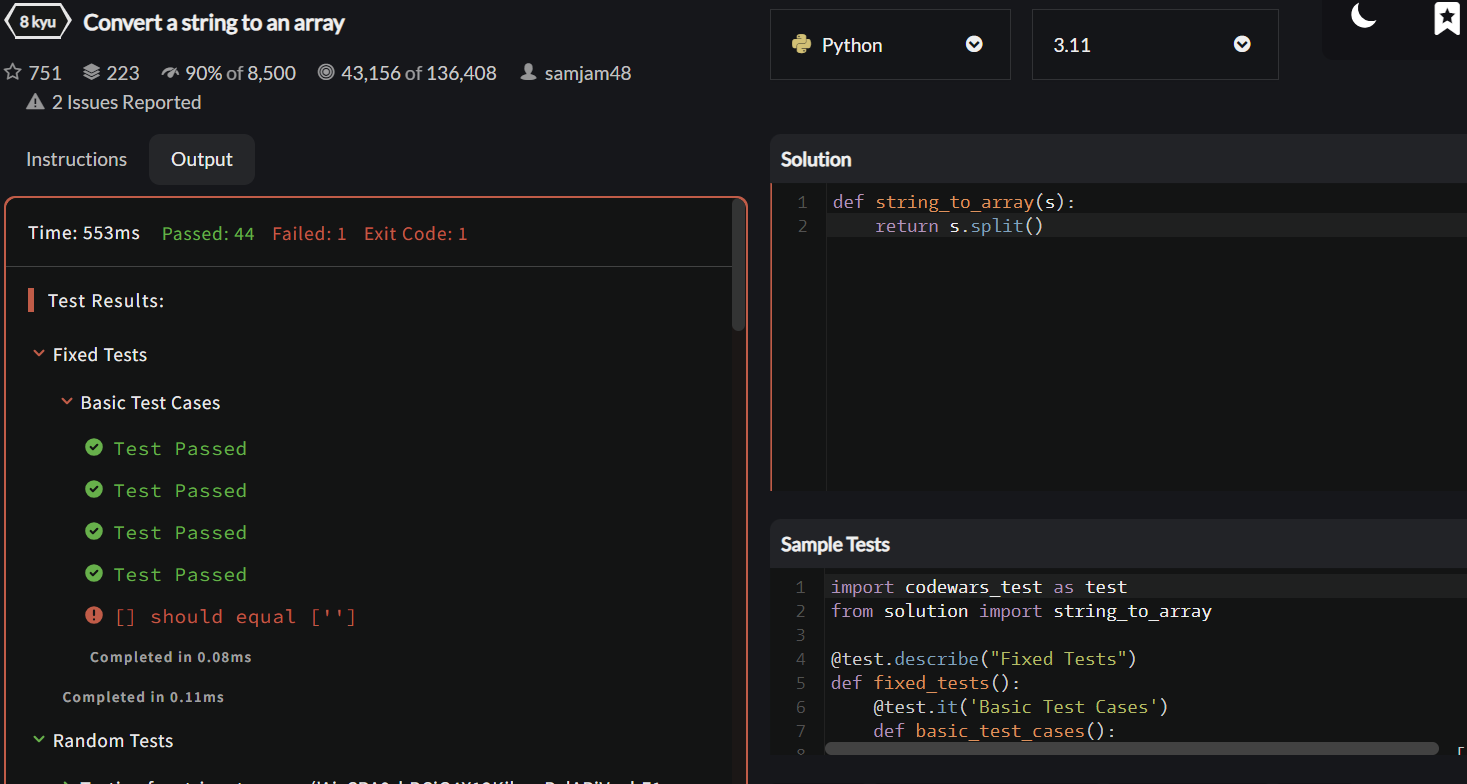 8 kyu Convert a string to an array
751 223 90% of 8,500 43,156 of 136,408 samjam48
2 Issues Reported
Python 3.11
Instructions Output
Time: 553ms Passed: 44 Failed: 1 Exit Code: 1
Test Results:
Fixed Tests
Basic Test Cases
Test Passed
Test Passed
Test Passed
Test Passed
[] should equal ['']
Completed in 0.08ms
Completed in 0.11ms
Random Tests
Solution
1 def string_to_array(s):
2 return s.split()
Sample Tests
1 import codewars_test as test
2 from solution import string_to_array
3
4 @test.describe("Fixed Tests")
5 def fixed_tests():
6 @test.it('Basic Test Cases')
7 def basic_test_cases():
8